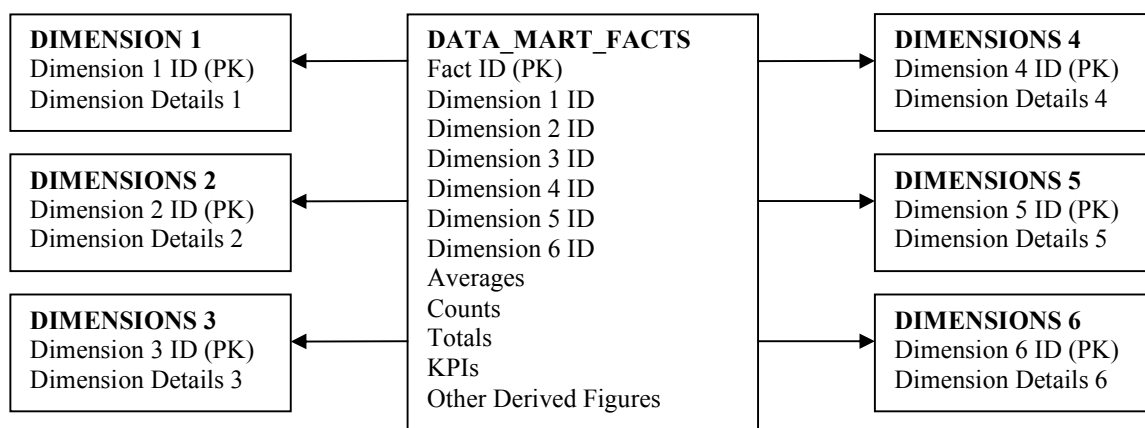 DIMENSION 1
Dimension 1 ID (PK)
Dimension Details 1
DIMENSIONS 2
Dimension 2 ID (PK)
Dimension Details 2
DIMENSIONS 3
Dimension 3 ID (PK)
Dimension Details 3
DATA_MART_FACTS
Fact ID (PK)
Dimension 1 ID
Dimension 2 ID
Dimension 3 ID
Dimension 4 ID
Dimension 5 ID
Dimension 6 ID
Averages
Counts
Totals
KPIs
Other Derived Figures
DIMENSIONS 4
Dimension 4 ID (PK)
Dimension Details 4
DIMENSIONS 5
Dimension 5 ID (PK)
Dimension Details 5
DIMENSIONS 6
Dimension 6 ID (PK)
Dimension Details 6